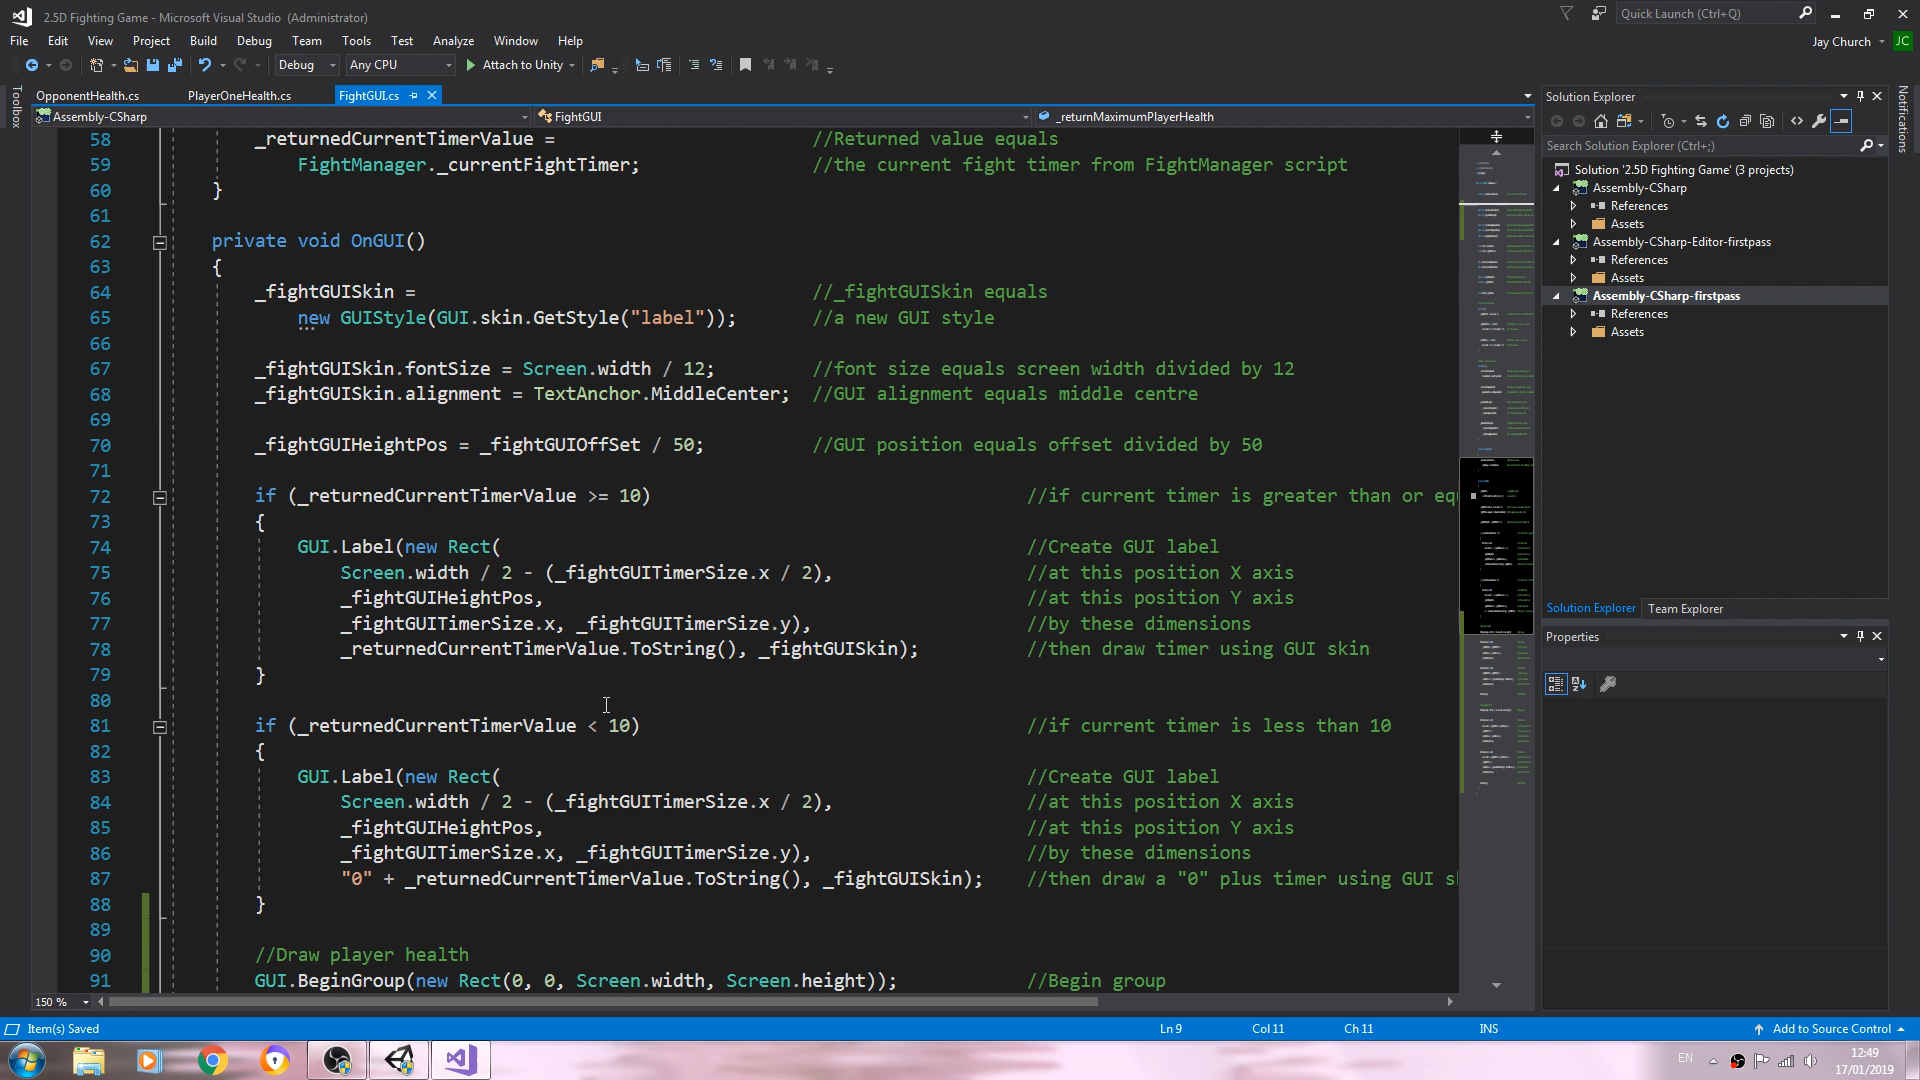 2.5D Fighting Game - Microsoft Visual Studio (Administrator)
Quick Launch (Ctrl+Q)
File Edit View Project Build Debug Team Tools Test Analyze Window Help
Jay Church JC
Debug Any CPU Attach to Unity
Toolbox
OpponentHealth.cs PlayerOneHealth.cs FightGUI.cs
Assembly-CSharp FightGUI _returnMaximumPlayerHealth
58 _returnedCurrentTimerValue = //Returned value equals
59 FightManager._currentFightTimer; //the current fight timer from FightManager script
60 }
61
62 private void OnGUI()
63 {
64 _fightGUISkin = //_fightGUISkin equals
65 new GUIStyle(GUI.skin.GetStyle("label")); //a new GUI style
66
67 _fightGUISkin.fontSize = Screen.width / 12; //font size equals screen width divided by 12
68 _fightGUISkin.alignment = TextAnchor.MiddleCenter; //GUI alignment equals middle centre
69
70 _fightGUIHeightPos = _fightGUIOffSet / 50; //GUI position equals offset divided by 50
71
72 if (_returnedCurrentTimerValue >= 10) //if current timer is greater than or equ
73 {
74 GUI.Label(new Rect( //Create GUI label
75 Screen.width / 2 - (_fightGUITimerSize.x / 2), //at this position X axis
76 _fightGUIHeightPos, //at this position Y axis
77 _fightGUITimerSize.x, _fightGUITimerSize.y), //by these dimensions
78 _returnedCurrentTimerValue.ToString(), _fightGUISkin); //then draw timer using GUI skin
79 }
80
81 if (_returnedCurrentTimerValue < 10) //if current timer is less than 10
82 {
83 GUI.Label(new Rect( //Create GUI label
84 Screen.width / 2 - (_fightGUITimerSize.x / 2), //at this position X axis
85 _fightGUIHeightPos, //at this position Y axis
86 _fightGUITimerSize.x, _fightGUITimerSize.y), //by these dimensions
87 "0" + _returnedCurrentTimerValue.ToString(), _fightGUISkin); //then draw a "0" plus timer using GUI sk
88 }
89
90 //Draw player health
91 GUI.BeginGroup(new Rect(0, 0, Screen.width, Screen.height)); //Begin group
150 %
Solution Explorer
Search Solution Explorer (Ctrl+;)
Solution '2.5D Fighting Game' (3 projects)
Assembly-CSharp
References
Assets
Assembly-CSharp-Editor-firstpass
References
Assets
Assembly-CSharp-firstpass
References
Assets
Solution Explorer Team Explorer
Properties
Notifications
Item(s) Saved Ln 9 Col 11 Ch 11 INS Add to Source Control
EN 12:49
17/01/2019